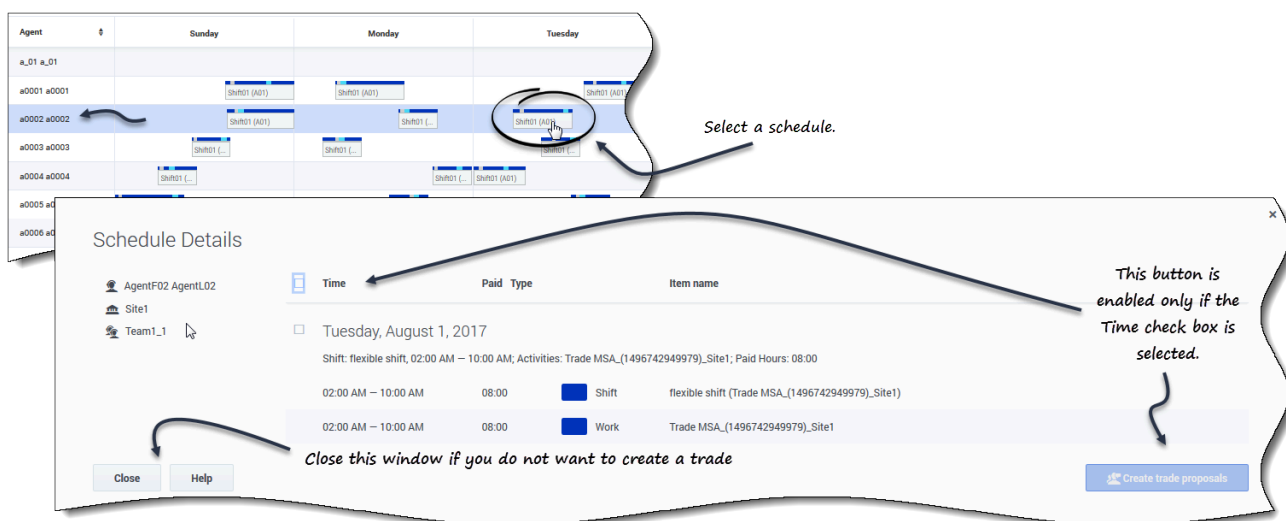 Agent Sunday Monday Tuesday
a_01 a_01
a0001 a0001 Shift01 (A01) Shift01 (A01) Shift01 (A01)
a0002 a0002 Shift01 (A01) Shift01 (... Shift01 (A01)
Select a schedule.
a0003 a0003 Shift01 (... Shift01 (... Shift01 (...
a0004 a0004 Shift01 (... Shift01 (... Shift01 (A01)
a0005 a0
a0006 a0
×
Schedule Details
AgentF02 AgentL02
Site1
Team1_1
Time Paid Type Item name
Tuesday, August 1, 2017
Shift: flexible shift, 02:00 AM — 10:00 AM; Activities: Trade MSA_(1496742949979)_Site1; Paid Hours: 08:00
02:00 AM — 10:00 AM 08:00 Shift flexible shift (Trade MSA_(1496742949979)_Site1)
02:00 AM — 10:00 AM 08:00 Work Trade MSA_(1496742949979)_Site1
This button is
enabled only if the
Time check box is
selected.
Close this window if you do not want to create a trade
Close Help Create trade proposals